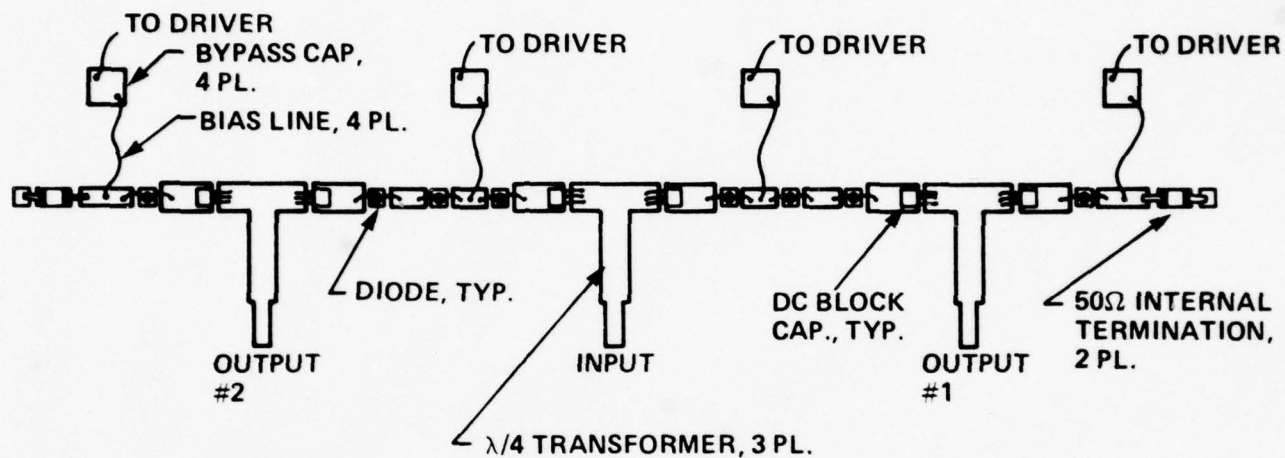 TO DRIVER
BYPASS CAP,
4 PL.
BIAS LINE, 4 PL.
TO DRIVER
TO DRIVER
TO DRIVER
DIODE, TYP.
DC BLOCK
CAP., TYP.
50Ω INTERNAL
TERMINATION,
2 PL.
OUTPUT
#2
INPUT
OUTPUT
#1
λ/4 TRANSFORMER, 3 PL.